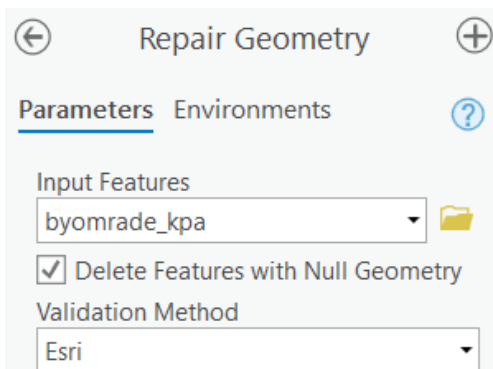 Repair Geometry
Parameters Environments
Input Features
byomrade_kpa
Delete Features with Null Geometry
Validation Method
Esri